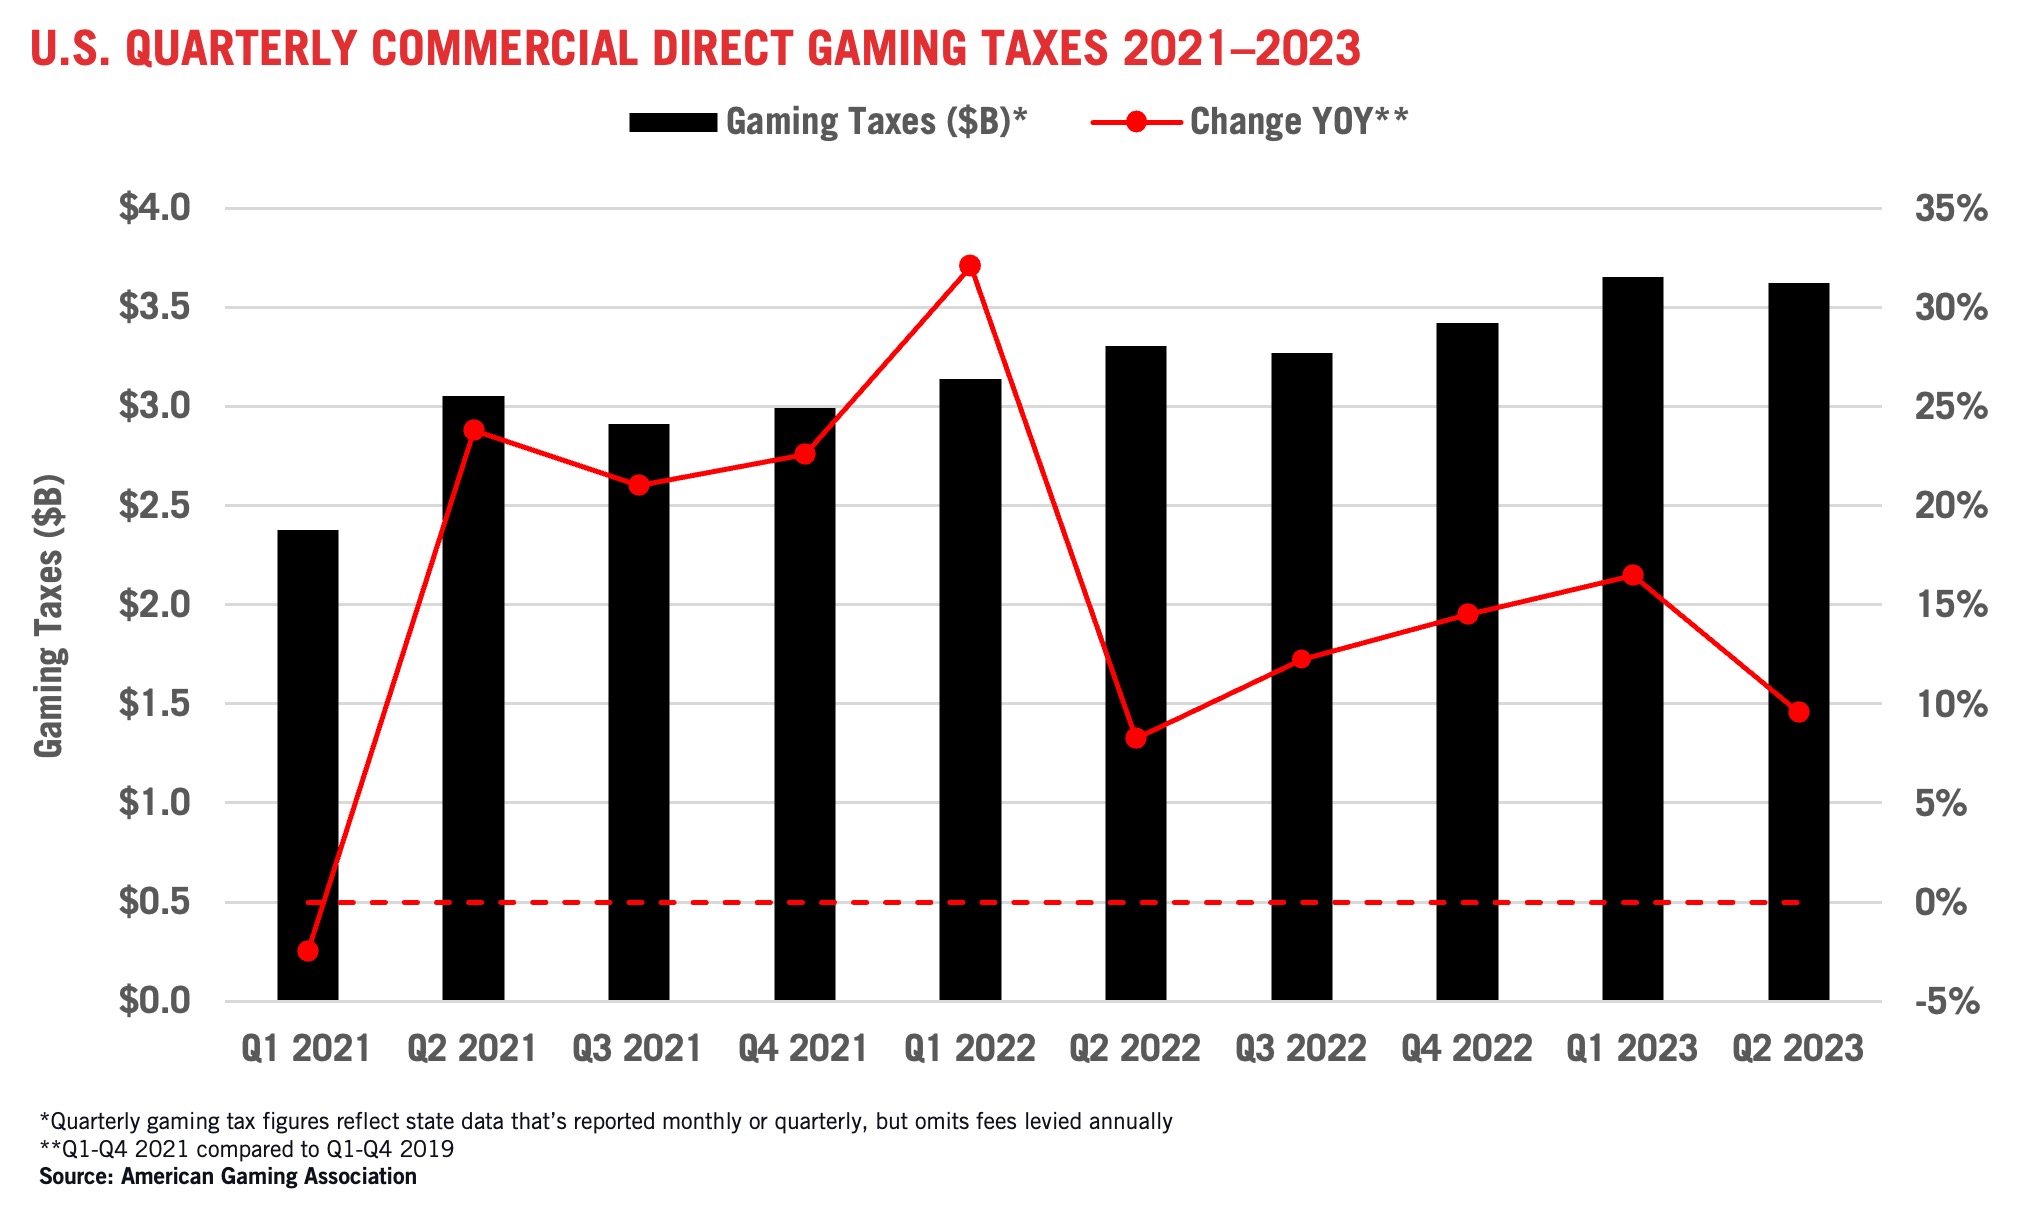 U.S. QUARTERLY COMMERCIAL DIRECT GAMING TAXES 2021–2023
Gaming Taxes ($B)* Change YOY**
$4.0 35%
$3.5 30%
$3.0 25%
$2.5 20%
$2.0 15%
$1.5 10%
$1.0 5%
$0.5 0%
$0.0 -5%
Gaming Taxes ($B)
Q1 2021 Q2 2021 Q3 2021 Q4 2021 Q1 2022 Q2 2022 Q3 2022 Q4 2022 Q1 2023 Q2 2023
*Quarterly gaming tax figures reflect state data that's reported monthly or quarterly, but omits fees levied annually
**Q1-Q4 2021 compared to Q1-Q4 2019
Source: American Gaming Association